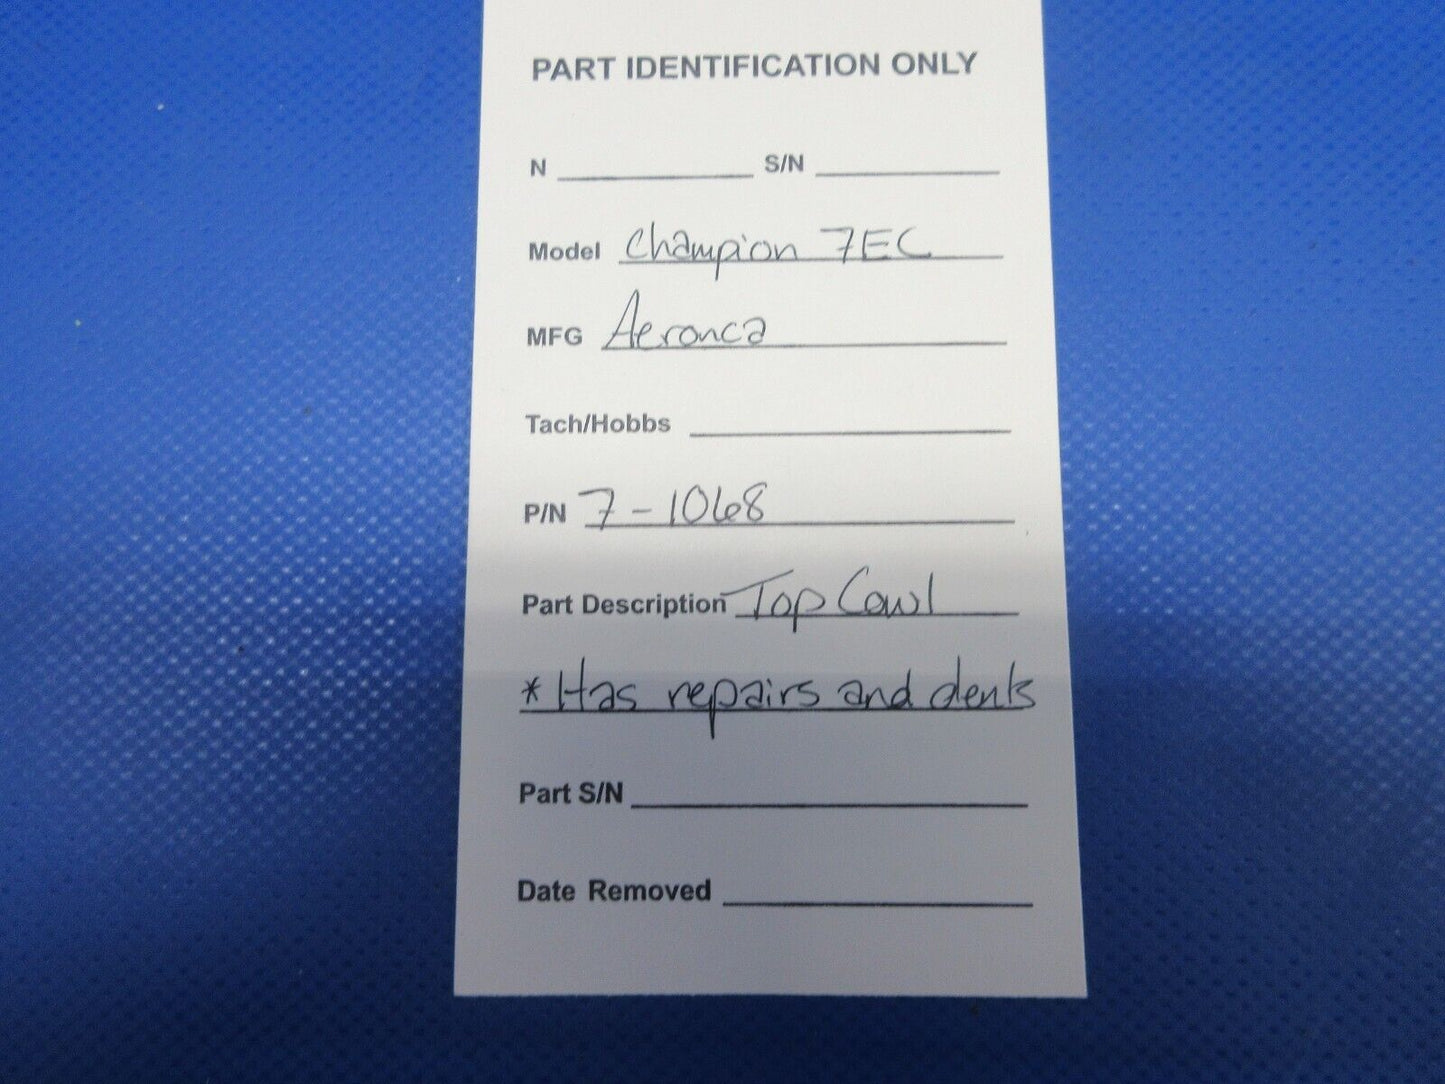 PART IDENTIFICATION ONLY
N S/N
Model Champion 7EC
MFG Aeronca
Tach/Hobbs
P/N 7-1068
Part Description Top Cowl
* Has repairs and dents
Part S/N
Date Removed